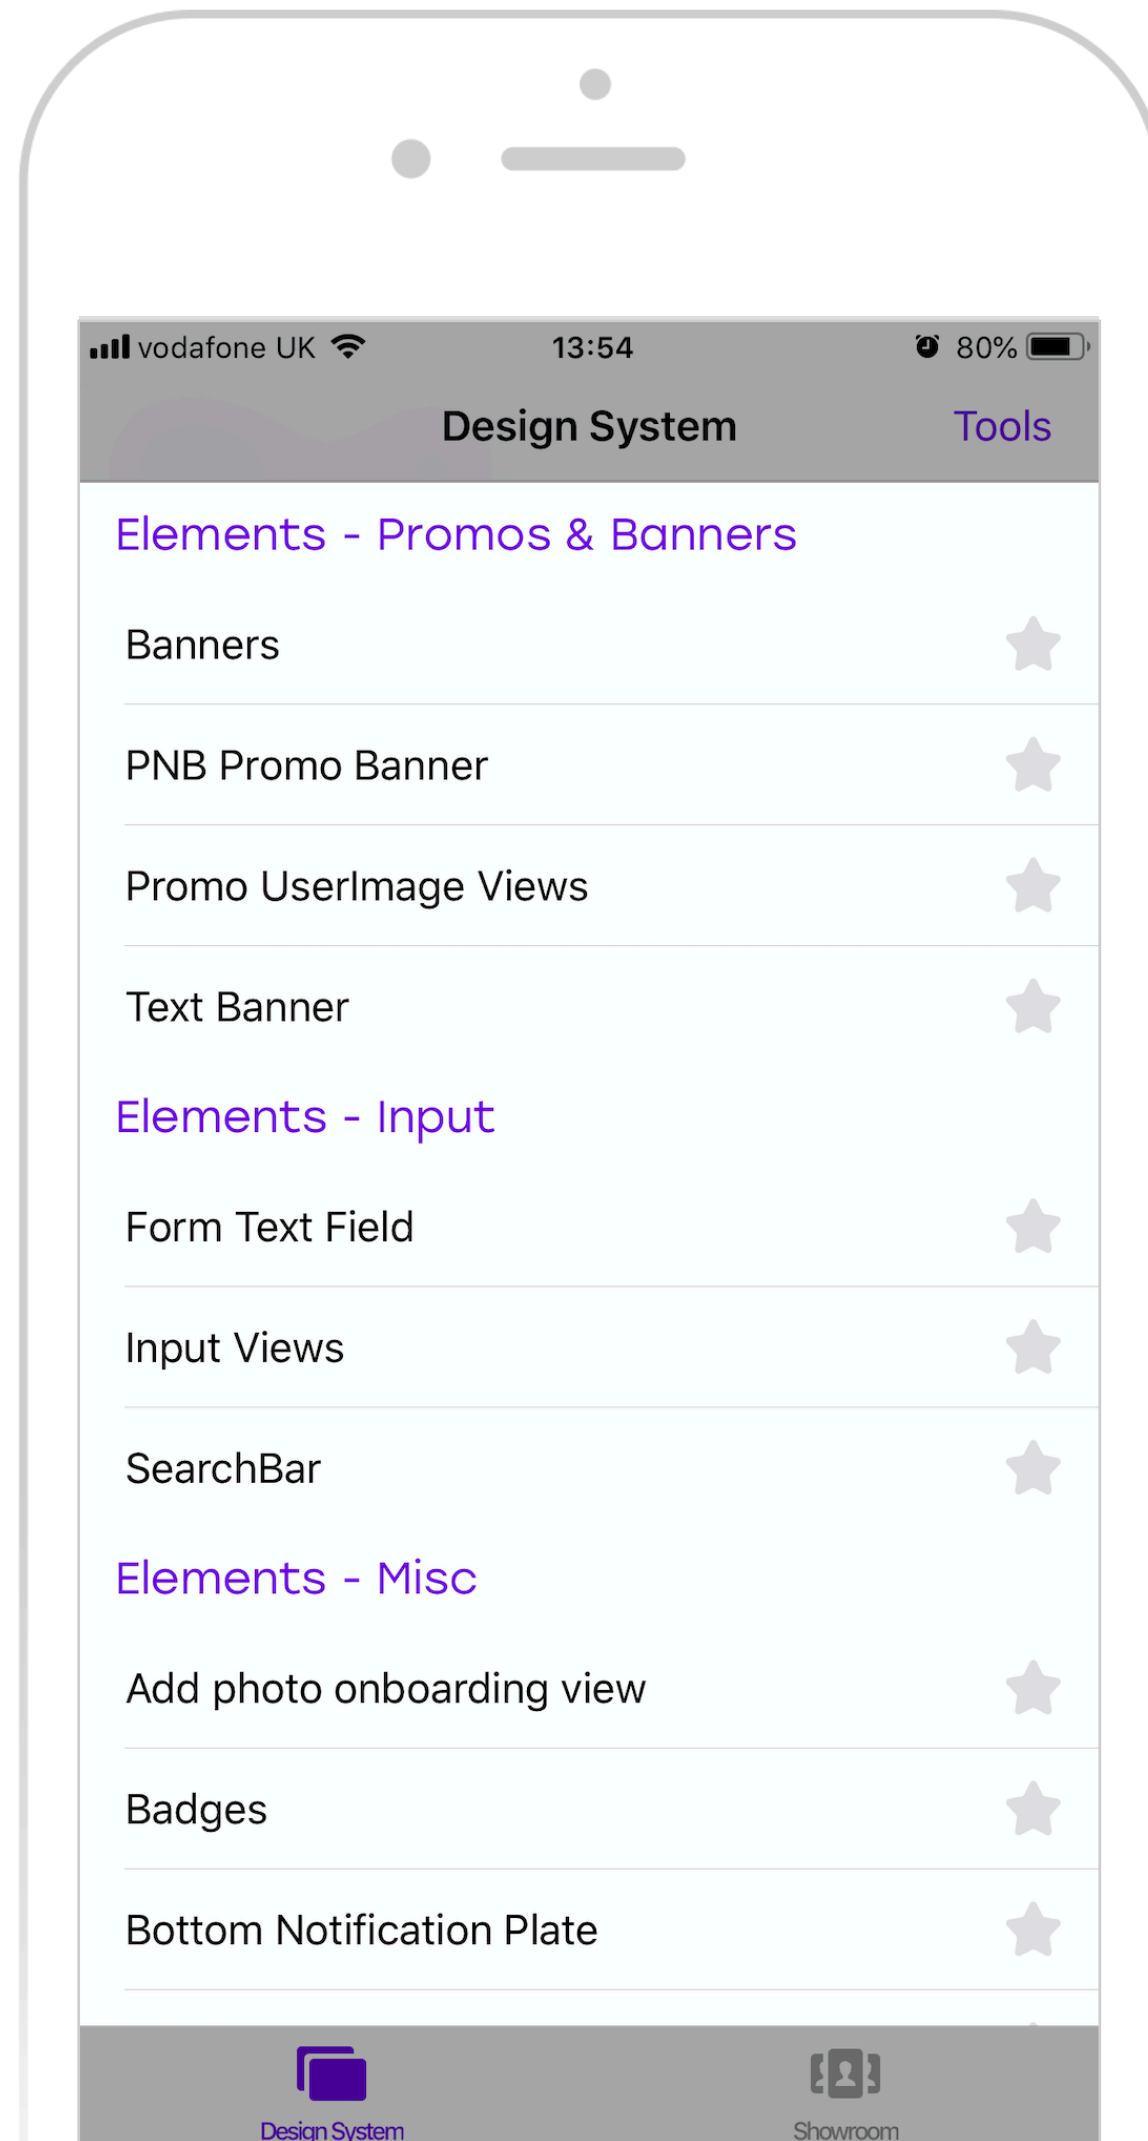 vodafone UK 13:54 80%
Design System Tools
Elements - Promos & Banners
Banners
PNB Promo Banner
Promo UserImage Views
Text Banner
Elements - Input
Form Text Field
Input Views
SearchBar
Elements - Misc
Add photo onboarding view
Badges
Bottom Notification Plate
Design System Showroom